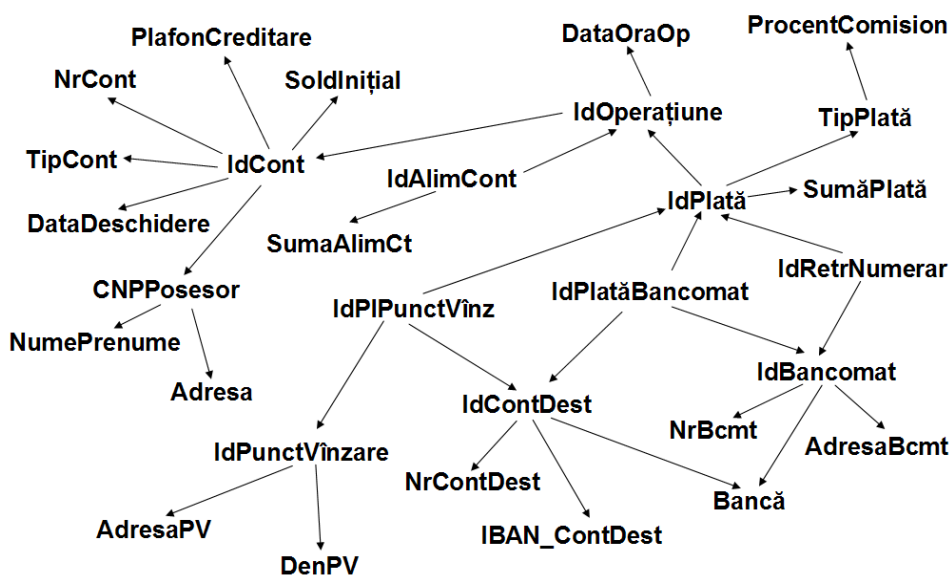 PlafonCreditare
DataOraOp
ProcentComision
NrCont
SoldInițial
IdOperațiune
TipPlată
TipCont
IdCont
IdAlimCont
IdPlată
SumăPlată
DataDeschidere
SumaAlimCt
IdRetrNumerar
CNPPosesor
IdPlPunctVînz
IdPlatăBancomat
NumePrenume
Adresa
IdContDest
IdBancomat
NrBcmt
AdresaBcmt
IdPunctVînzare
NrContDest
Bancă
AdresaPV
IBAN_ContDest
DenPV